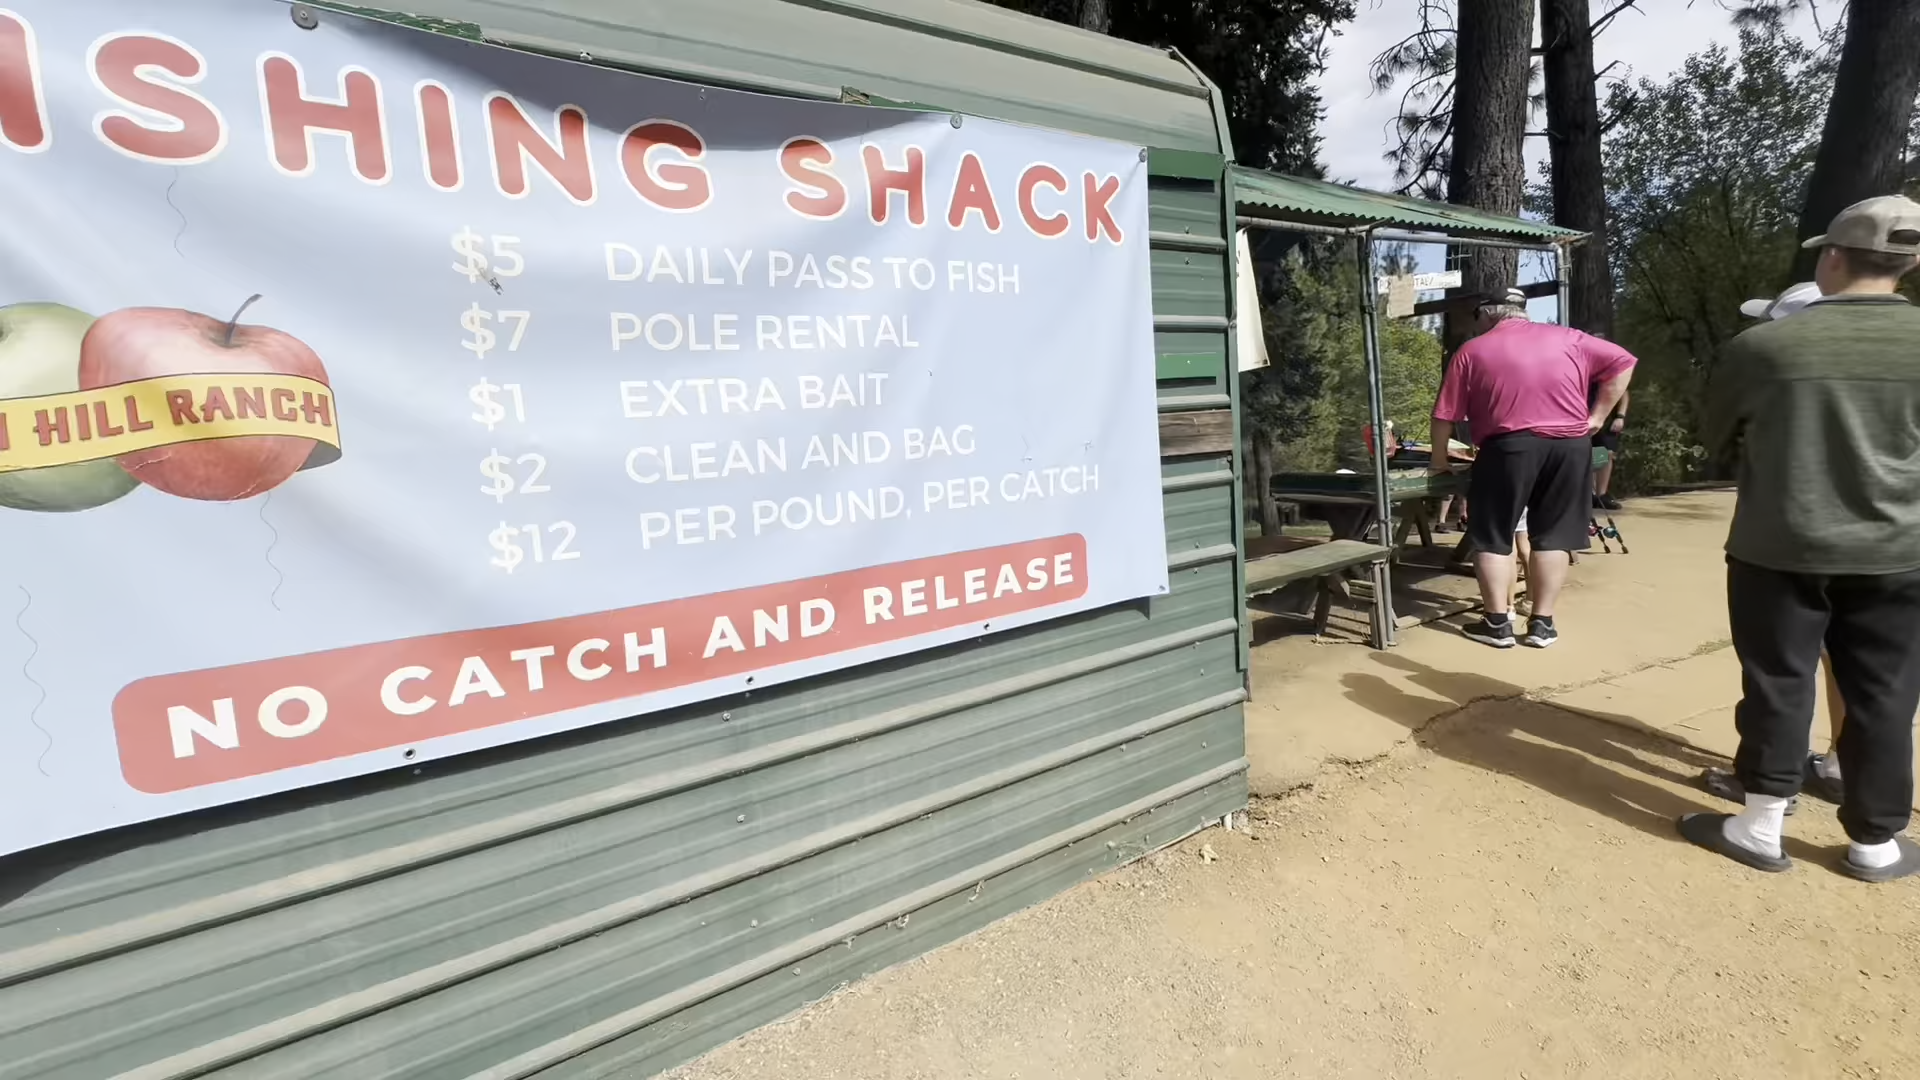 ISHING SHACK
$5 DAILY PASS TO FISH
$7 POLE RENTAL
$1 EXTRA BAIT
$2 CLEAN AND BAG
$12 PER POUND, PER CATCH
HILL RANCH
NO CATCH AND RELEASE